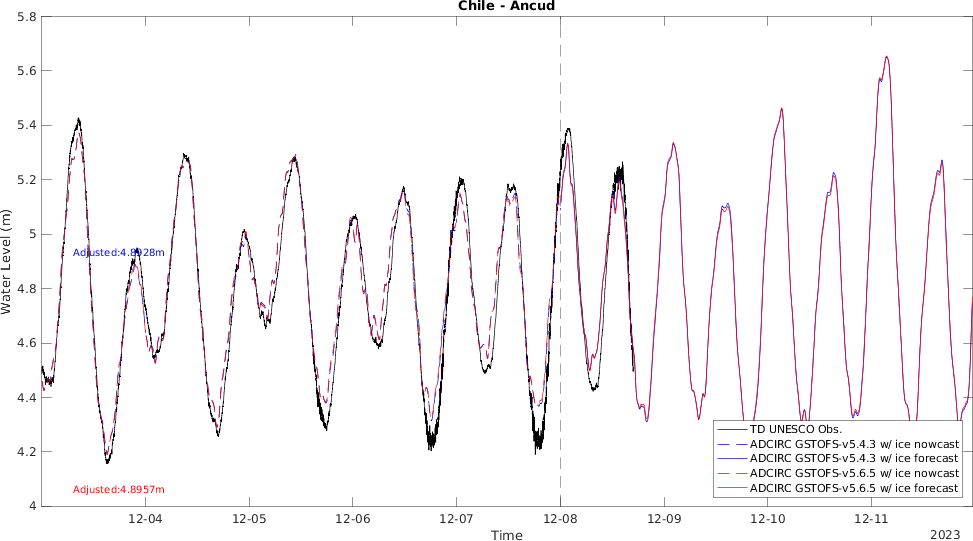 Chile - Ancud
5.8
5.6
5.4
5.2
5
4.8
4.6
4.4
4.2
4
Water Level (m)
Adjusted:4.8928m
Adjusted:4.8957m
TD UNESCO Obs.
ADCIRC GSTOFS-v5.4.3 w/ ice nowcast
ADCIRC GSTOFS-v5.4.3 w/ ice forecast
ADCIRC GSTOFS-v5.6.5 w/ ice nowcast
ADCIRC GSTOFS-v5.6.5 w/ ice forecast
12-04 12-05 12-06 12-07 12-08 12-09 12-10 12-11
Time
2023